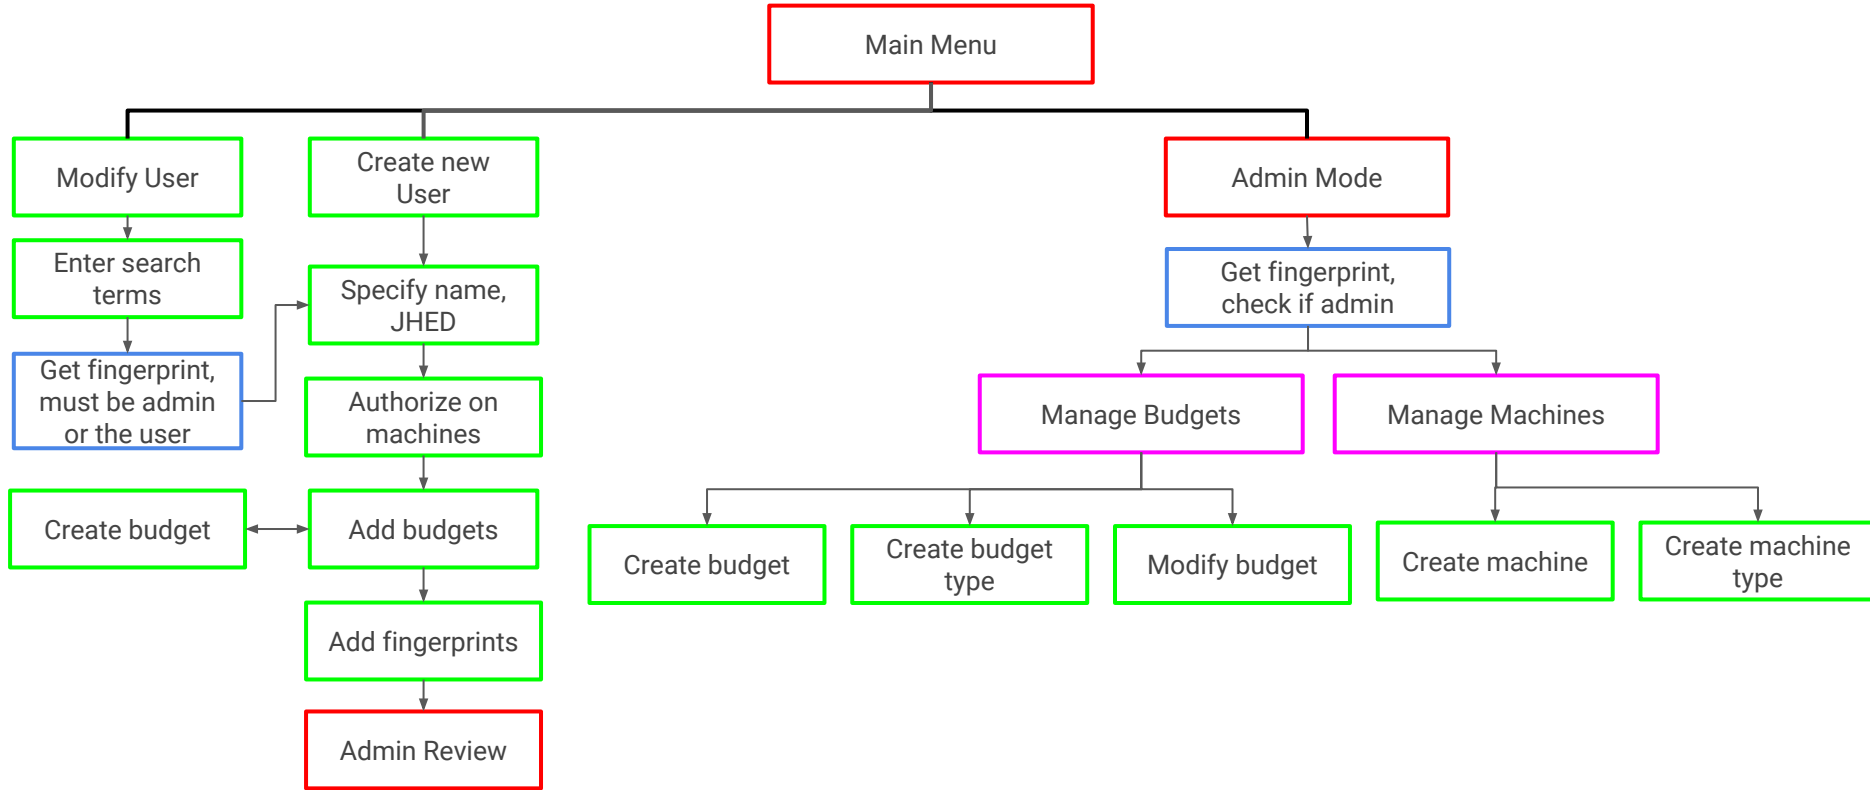 Main Menu
Modify User
Create new
User
Admin Mode
Enter search
terms
Specify name,
JHED
Get fingerprint,
check if admin
Get fingerprint,
must be admin
or the user
Authorize on
machines
Manage Budgets
Manage Machines
Create budget
Add budgets
Create budget
Create budget
type
Modify budget
Create machine
Create machine
type
Add fingerprints
Admin Review